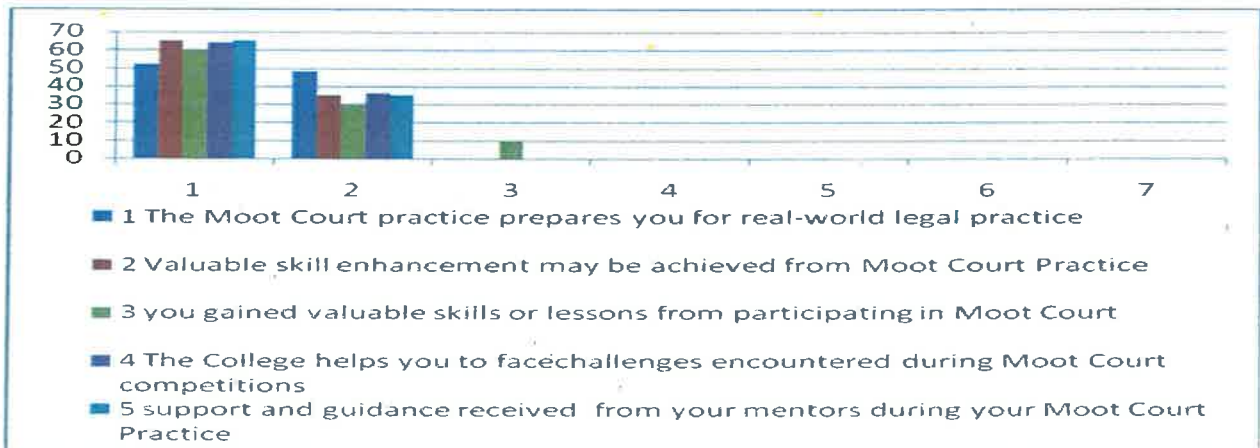 70
60
50
40
30
20
10
0
1 2 3 4 5 6 7
1 The Moot Court practice prepares you for real-world legal practice
2 Valuable skill enhancement may be achieved from Moot Court Practice
3 you gained valuable skills or lessons from participating in Moot Court
4 The College helps you to facechallenges encountered during Moot Court
competitions
5 support and guidance received from your mentors during your Moot Court
Practice